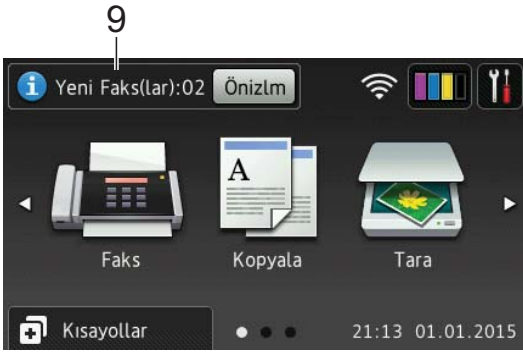 9
Yeni Faks(lar):02 Önizlm
A
Faks Kopyala Tara
Kısayollar 21:13 01.01.2015